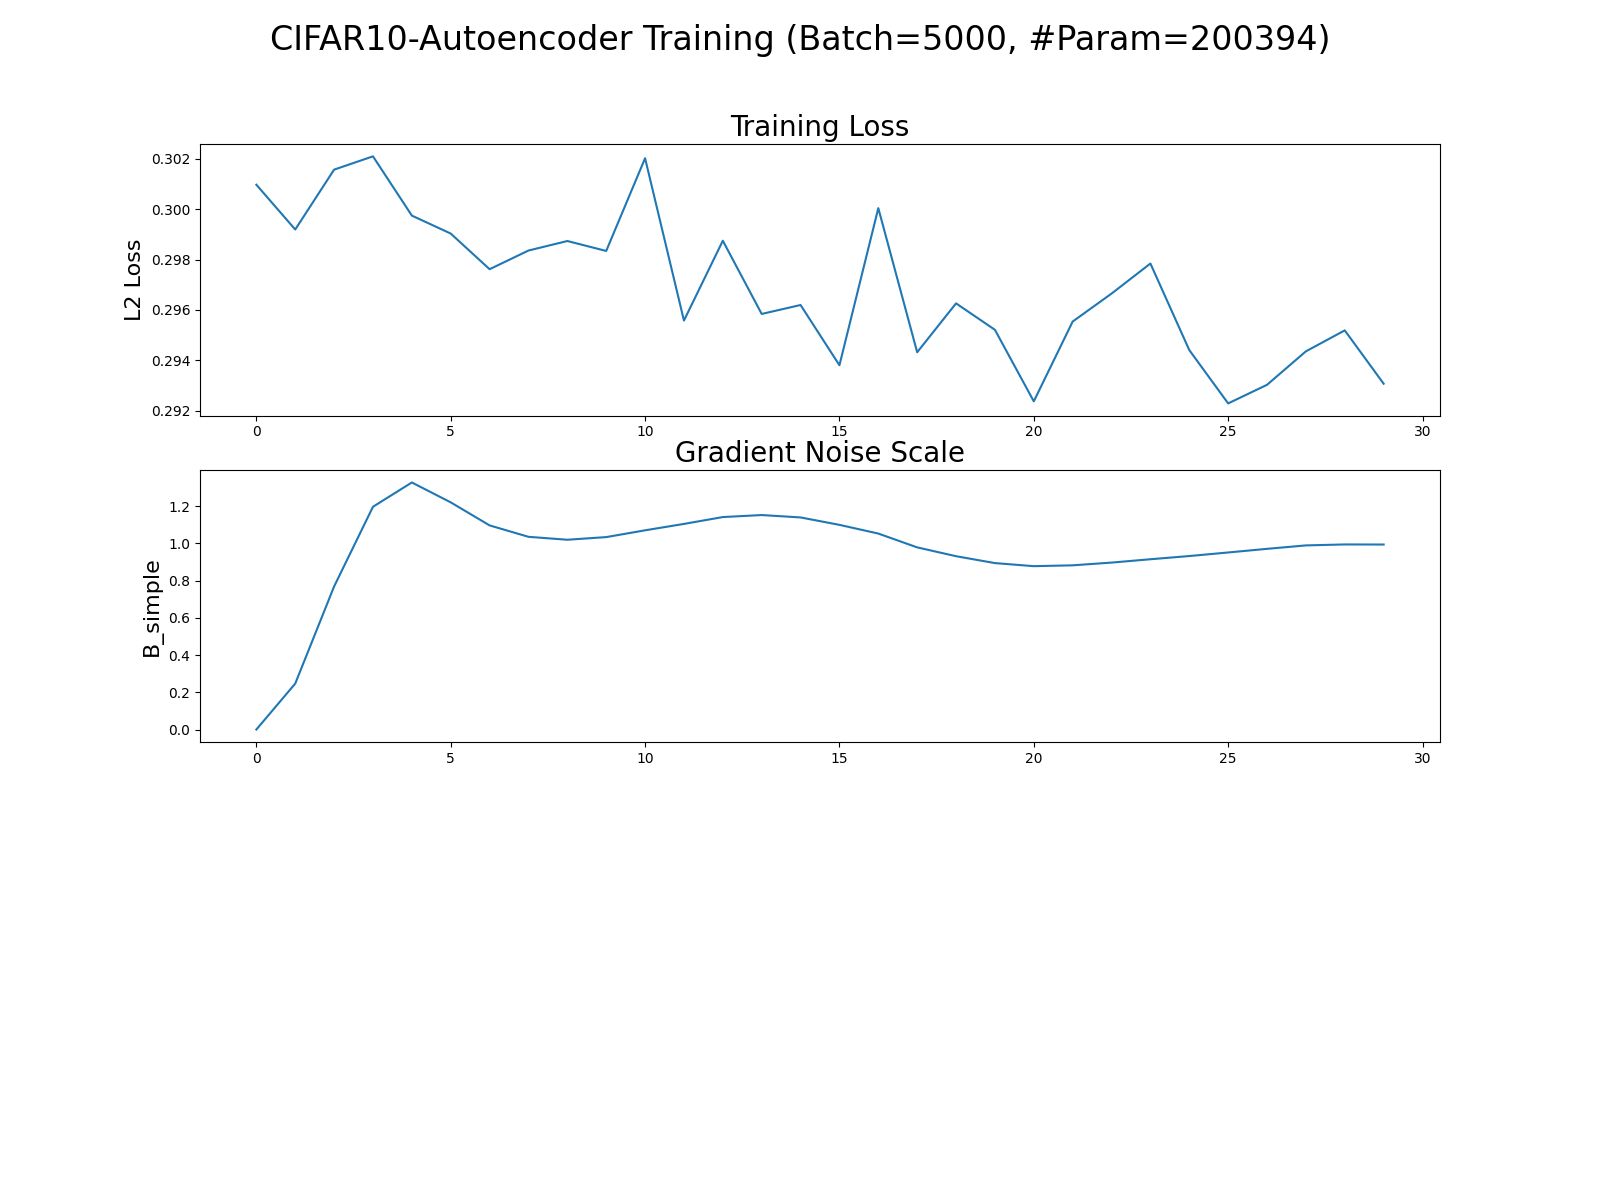 CIFAR10-Autoencoder Training (Batch=5000, #Param=200394)
Training Loss
L2 Loss
0.302
0.300
0.298
0.296
0.294
0.292
0 5 10 15 20 25 30
Gradient Noise Scale
B_simple
1.2
1.0
0.8
0.6
0.4
0.2
0.0
0 5 10 15 20 25 30